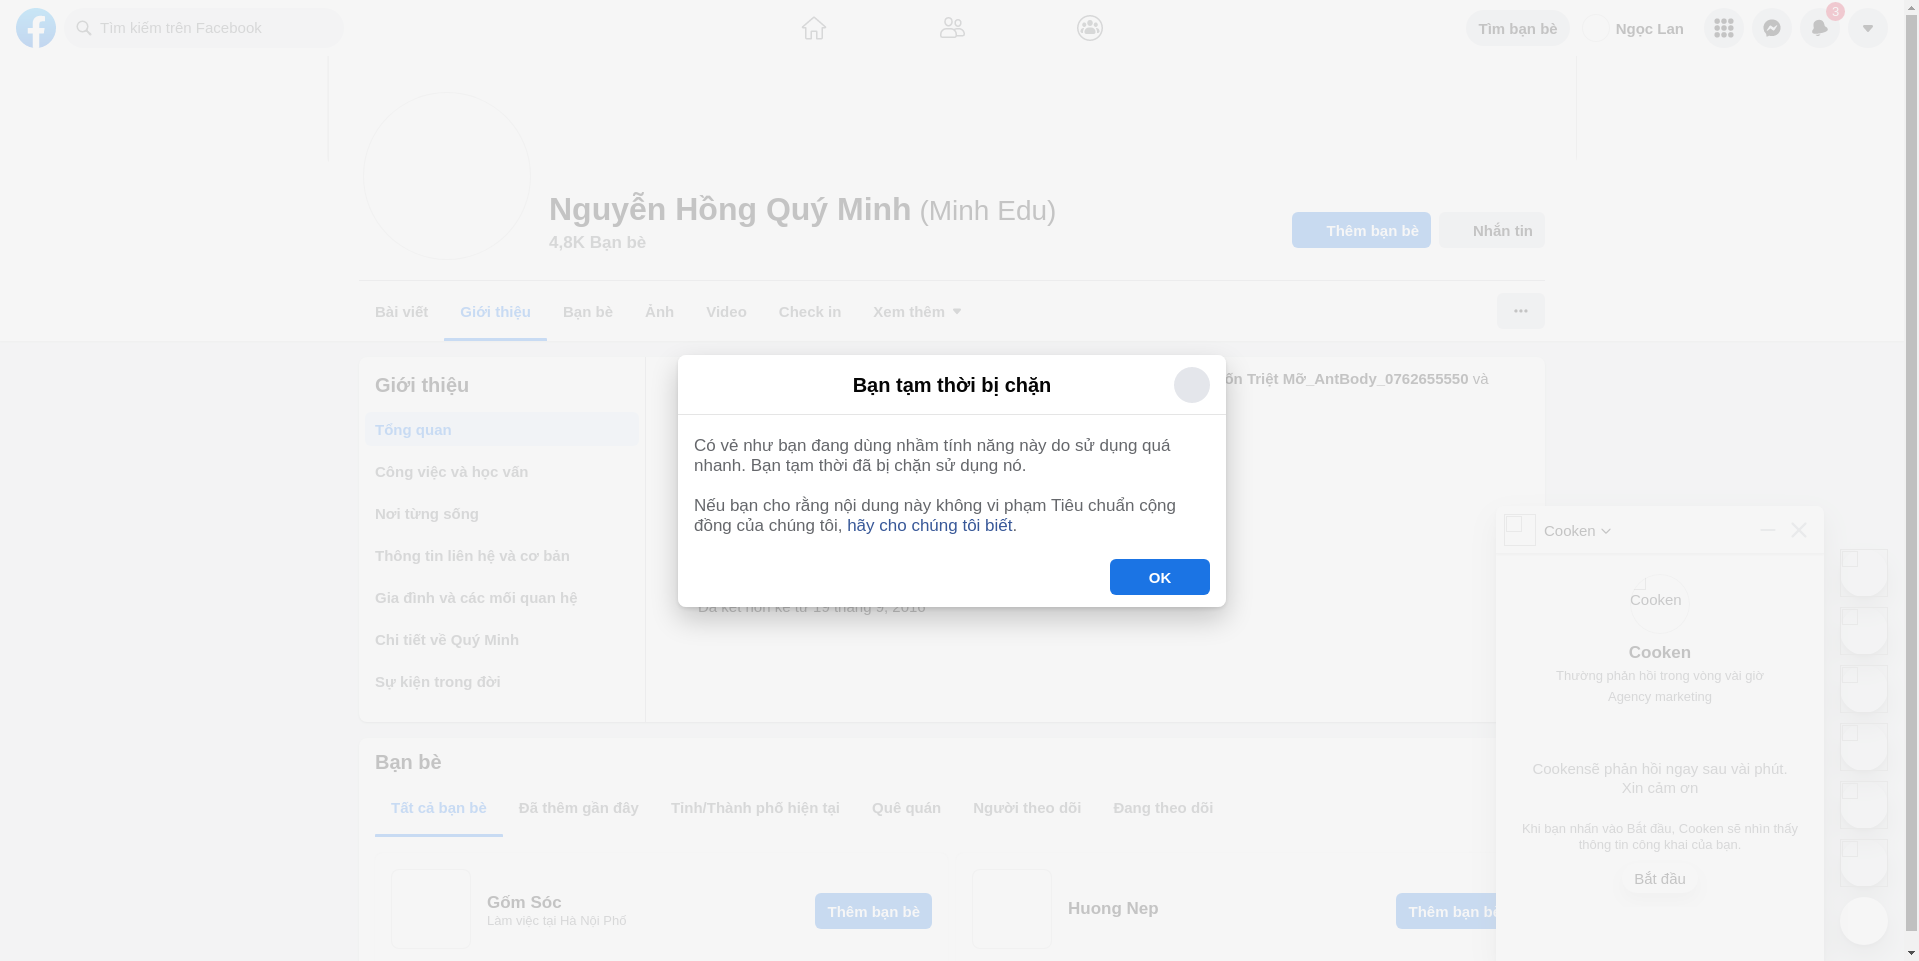 Tìm kiếm trên Facebook
Tìm bạn bè
Ngọc Lan
3
Nguyễn Hồng Quý Minh (Minh Edu)
4,8K Bạn bè
Thêm bạn bè
Nhắn tin
Bài viết
Giới thiệu
Bạn bè
Ảnh
Video
Check in
Xem thêm
Giới thiệu
Tổng quan
Công việc và học vấn
Nơi từng sống
Thông tin liên hệ và cơ bản
Gia đình và các mối quan hệ
Chi tiết về Quý Minh
Sự kiện trong đời
Triệt Mỡ_AntBody_0762655550 và
Bạn tạm thời bị chặn
Có vẻ như bạn đang dùng nhầm tính năng này do sử dụng quá
nhanh. Bạn tạm thời đã bị chặn sử dụng nó.
Nếu bạn cho rằng nội dung này không vi phạm Tiêu chuẩn cộng
đồng của chúng tôi, hãy cho chúng tôi biết.
OK
Đã kết hôn kể từ 19 tháng 9, 2016
Bạn bè
Tất cả bạn bè
Đã thêm gần đây
Tỉnh/Thành phố hiện tại
Quê quán
Người theo dõi
Đang theo dõi
Gốm Sóc
Làm việc tại Hà Nội Phố
Thêm bạn bè
Huong Nep
Thêm bạn bè
Cooken
Cooken
Cooken
Thường phản hồi trong vòng vài giờ
Agency marketing
Cookensẽ phản hồi ngay sau vài phút.
Xin cảm ơn
Khi bạn nhấn vào Bắt đầu, Cooken sẽ nhìn thấy
thông tin công khai của bạn.
Bắt đầu